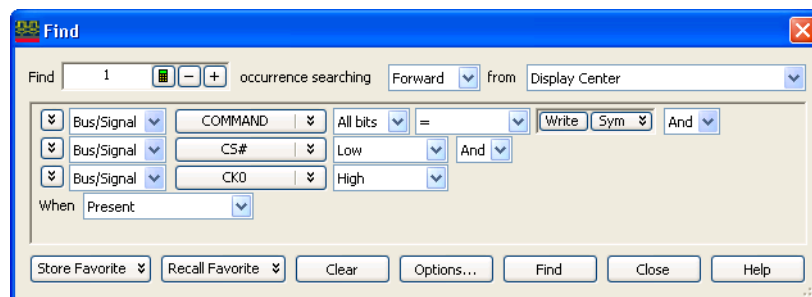 Find
Find 1 occurrence searching Forward from Display Center
Bus/Signal COMMAND All bits = Write Sym And
Bus/Signal CS# Low And
Bus/Signal CK0 High
When Present
Store Favorite Recall Favorite Clear Options... Find Close Help